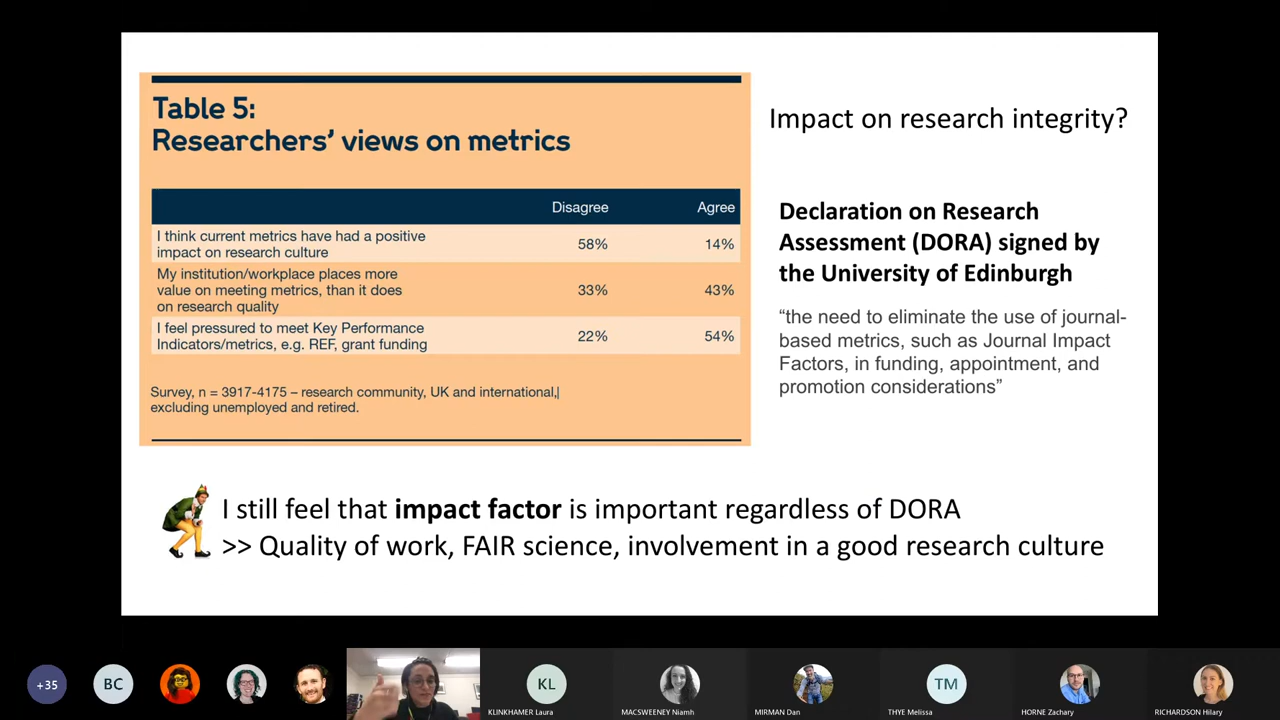 Table 5:
Researchers' views on metrics
Disagree Agree
I think current metrics have had a positive
impact on research culture
58% 14%
My institution/workplace places more
value on meeting metrics, than it does
on research quality
33% 43%
I feel pressured to meet Key Performance
Indicators/metrics, e.g. REF, grant funding
22% 54%
Survey, n = 3917-4175 – research community, UK and international,
excluding unemployed and retired.
Impact on research integrity?
Declaration on Research
Assessment (DORA) signed by
the University of Edinburgh
“the need to eliminate the use of journal-
based metrics, such as Journal Impact
Factors, in funding, appointment, and
promotion considerations”
I still feel that impact factor is important regardless of DORA
>> Quality of work, FAIR science, involvement in a good research culture
+35
BC
KL
KLINKHAMER Laura
MACSWEENEY Niamh
MIRMAN Dan
TM
THYE Melissa
HORNE Zachary
RICHARDSON Hilary